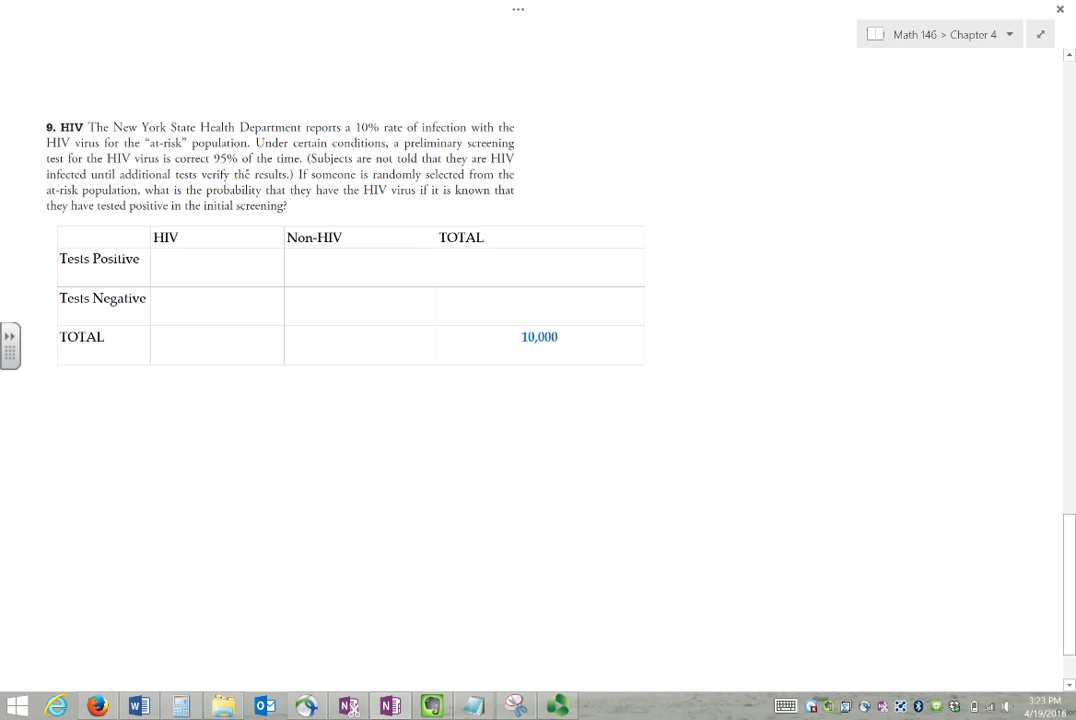 ...
Math 146 > Chapter 4
9. HIV The New York State Health Department reports a 10% rate of infection with the
HIV virus for the “at-risk” population. Under certain conditions, a preliminary screening
test for the HIV virus is correct 95% of the time. (Subjects are not told that they are HIV
infected until additional tests verify the results.) If someone is randomly selected from the
at-risk population, what is the probability that they have the HIV virus if it is known that
they have tested positive in the initial screening?
HIV Non-HIV TOTAL
Tests Positive
Tests Negative
TOTAL 10,000
3:23 PM
4/19/2016